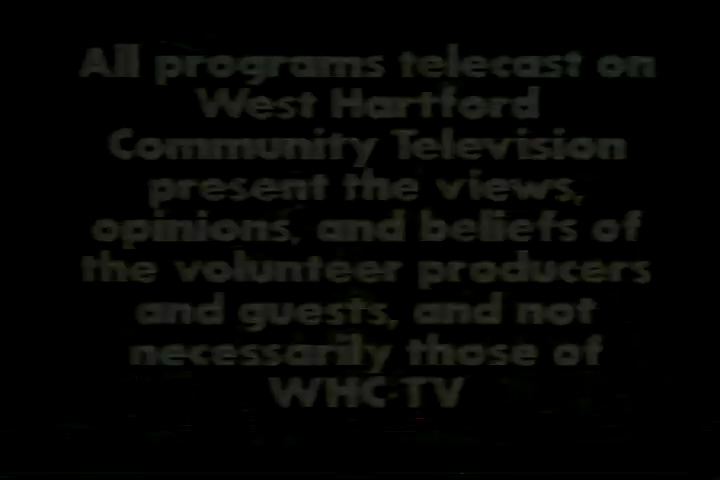 All programs telecast on
West Hartford
Community Television
present the views,
opinions, and beliefs of
the volunteer producers
and guests, and not
necessarily those of
WHC-TV